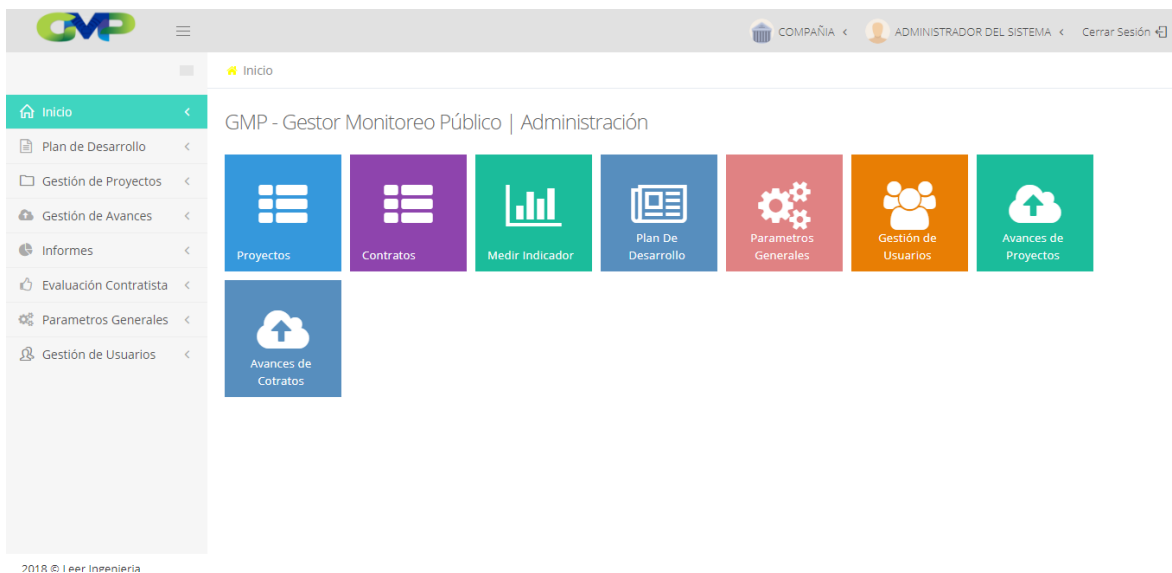 GMP
COMPAÑIA
ADMINISTRADOR DEL SISTEMA
Cerrar Sesión
Inicio
Inicio
Plan de Desarrollo
Gestión de Proyectos
Gestión de Avances
Informes
Evaluación Contratista
Parametros Generales
Gestión de Usuarios
GMP - Gestor Monitoreo Público | Administración
Proyectos
Contratos
Medir Indicador
Plan De
Desarrollo
Parametros
Generales
Gestión de
Usuarios
Avances de
Proyectos
Avances de
Cotratos
2018 © Leer Ingenieria